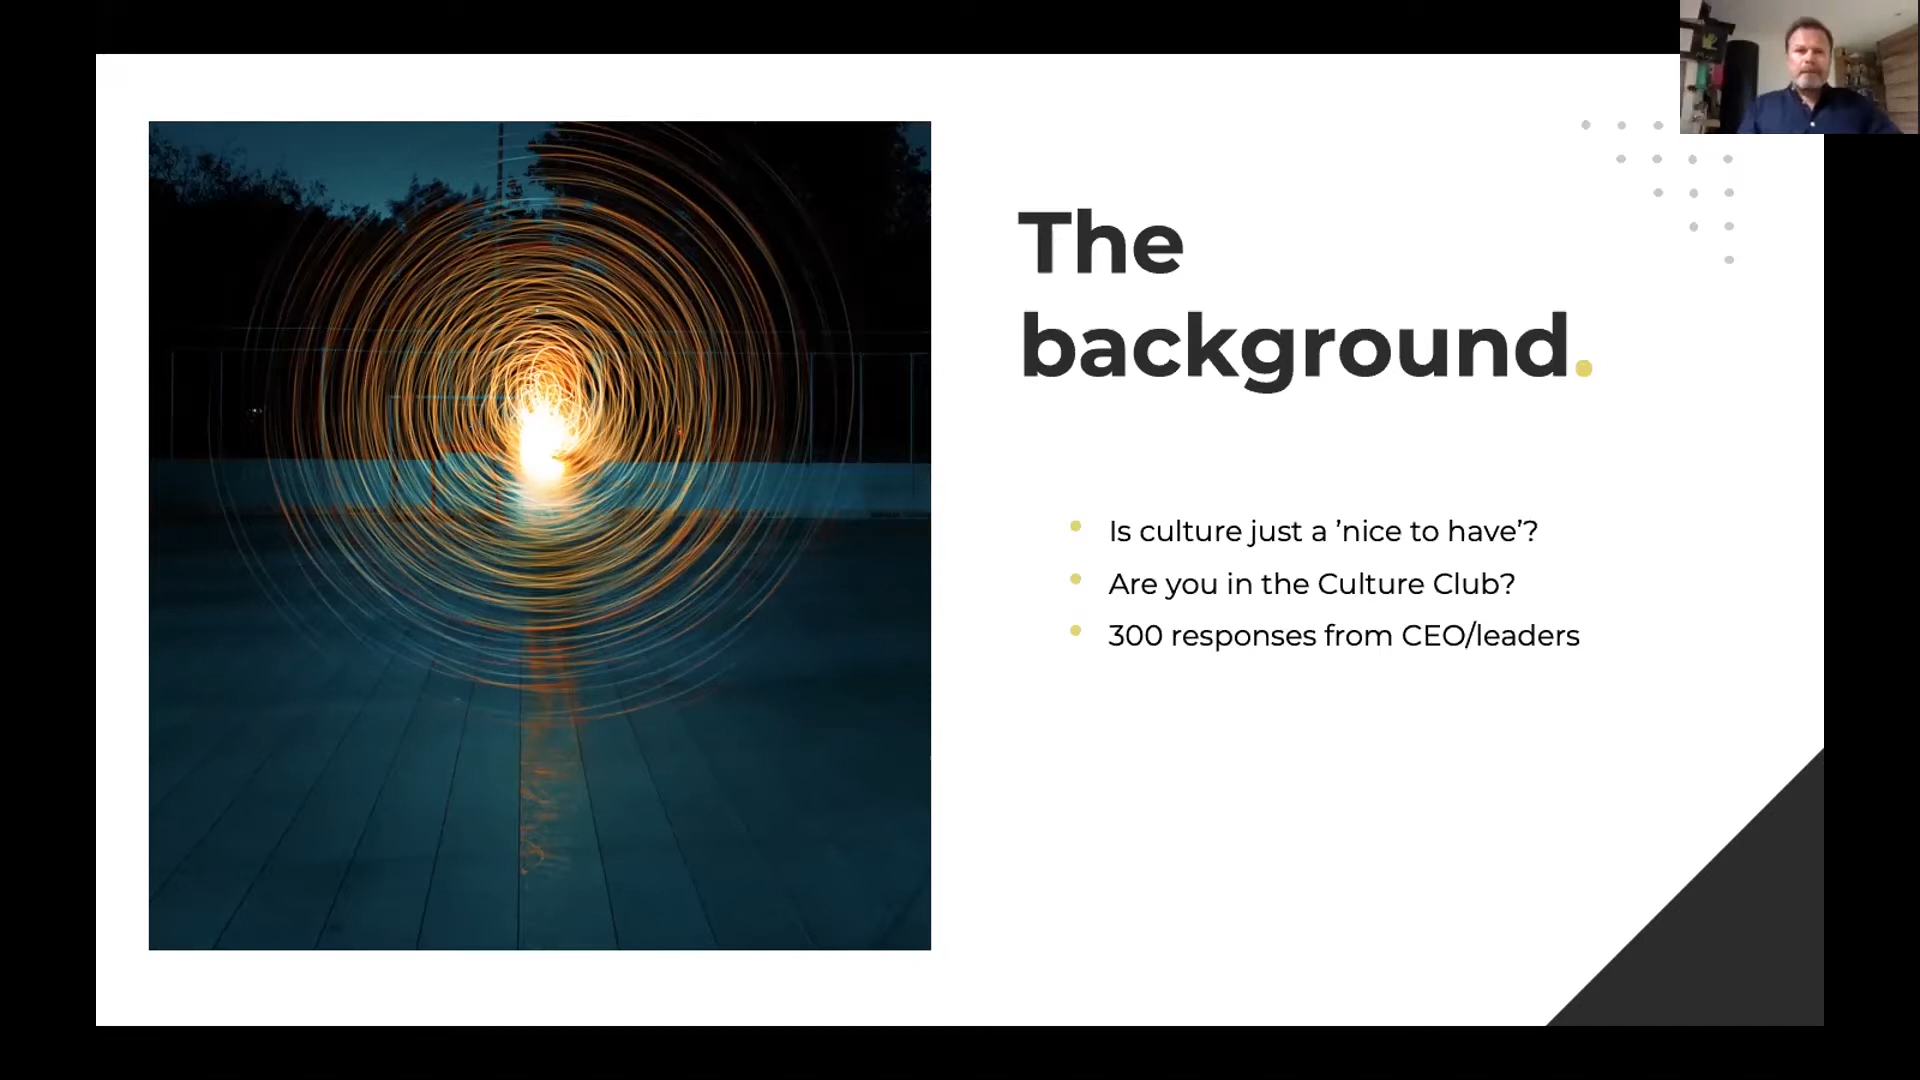 The
background.
Is culture just a ’nice to have’?
Are you in the Culture Club?
300 responses from CEO/leaders